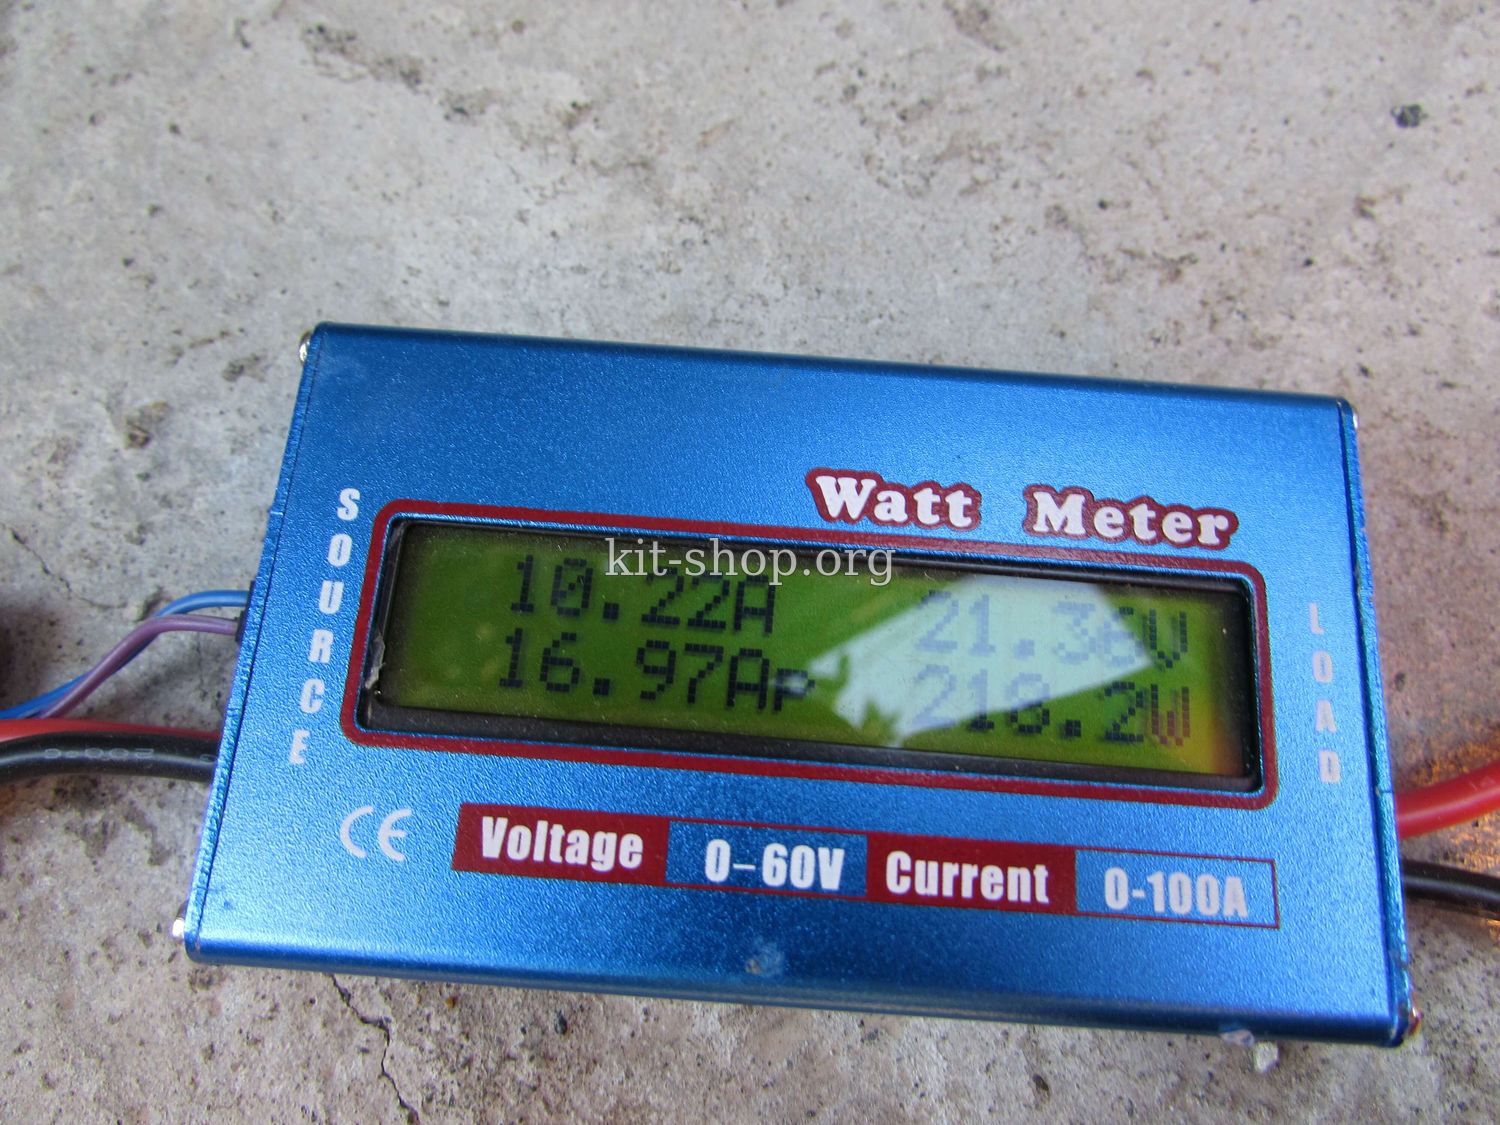 Watt Meter
SOURCE
kit-shop.org
10.22A 21.36V
16.97Ap 218.2W
LOAD
CE
Voltage 0-60V Current 0-100A